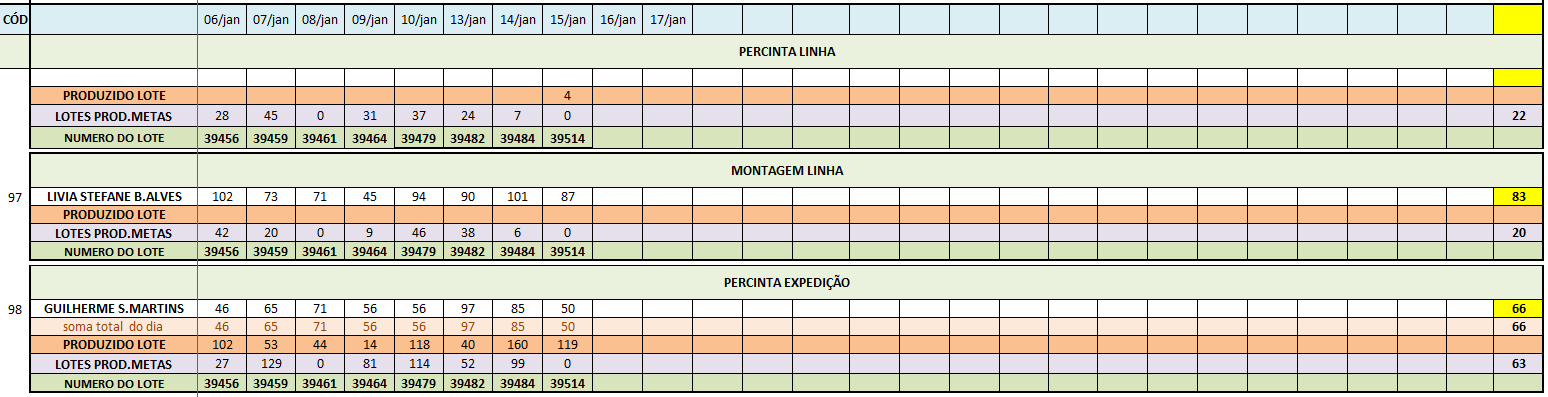 CÓD 06/jan 07/jan 08/jan 09/jan 10/jan 13/jan 14/jan 15/jan 16/jan 17/jan
PERCINTA LINHA
PRODUZIDO LOTE 4
LOTES PROD.METAS 28 45 0 31 37 24 7 0 22
NUMERO DO LOTE 39456 39459 39461 39464 39479 39482 39484 39514
MONTAGEM LINHA
97 LIVIA STEFANE B.ALVES 102 73 71 45 94 90 101 87 83
PRODUZIDO LOTE
LOTES PROD.METAS 42 20 0 9 46 38 6 0 20
NUMERO DO LOTE 39456 39459 39461 39464 39479 39482 39484 39514
PERCINTA EXPEDIÇÃO
98 GUILHERME S.MARTINS 46 65 71 56 56 97 85 50 66
soma total do dia 46 65 71 56 56 97 85 50 66
PRODUZIDO LOTE 102 53 44 14 118 40 160 119
LOTES PROD.METAS 27 129 0 81 114 52 99 0 63
NUMERO DO LOTE 39456 39459 39461 39464 39479 39482 39484 39514